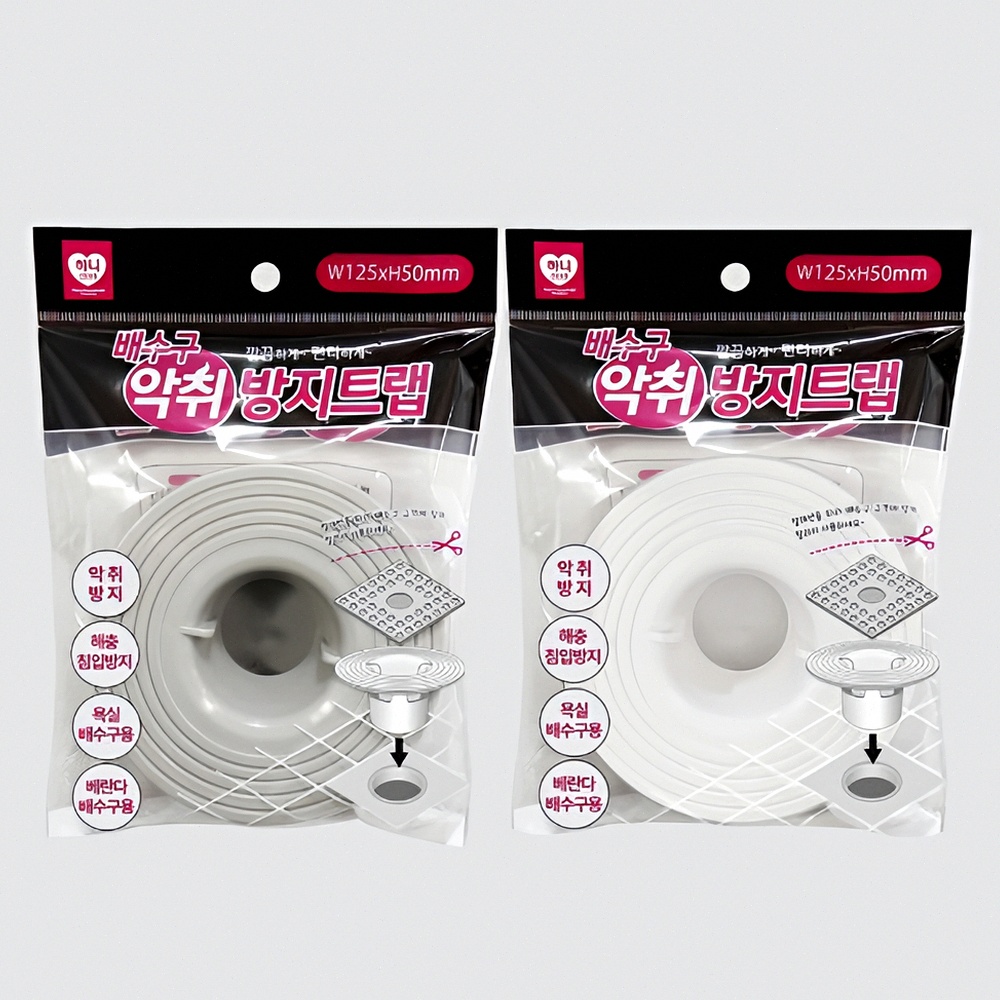 이니
W125xH50mm
배수구
깔끔하게~ 편리하게~
악취 방지트랩
악취
방지
해충
침입방지
욕실
배수구용
베란다
배수구용
이니
W125xH50mm
배수구
깔끔하게~ 편리하게~
악취 방지트랩
악취
방지
해충
침입방지
욕실
배수구용
베란다
배수구용